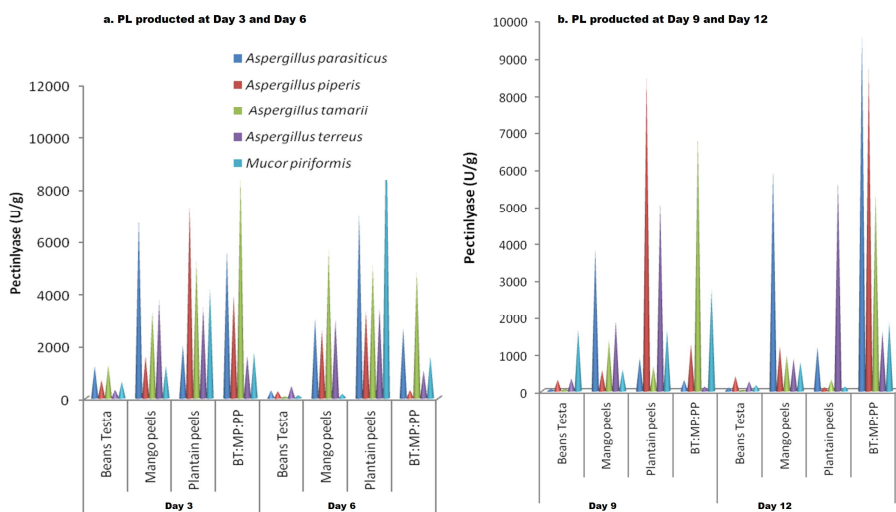 a. PL producted at Day 3 and Day 6
Aspergillus parasiticus
Aspergillus piperis
Aspergillus tamarii
Aspergillus terreus
Mucor piriformis
Pectinlyase (U/g)
12000
10000
8000
6000
4000
2000
0
Beans Testa
Mango peels
Plantain peels
BT:MP:PP
Beans Testa
Mango peels
Plantain peels
BT:MP:PP
Day 3
Day 6
b. PL producted at Day 9 and Day 12
Pectinlyase (U/g)
10000
9000
8000
7000
6000
5000
4000
3000
2000
1000
0
Beans Testa
Mango peels
Plantain peels
BT:MP:PP
Beans Testa
Mango peels
Plantain peels
BT:MP:PP
Day 9
Day 12